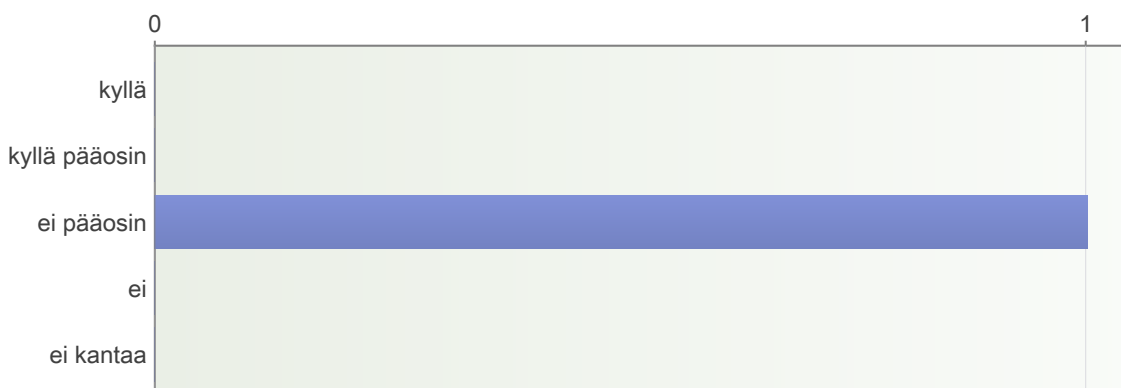 0 1
kyllä
kyllä pääosin
ei pääosin
ei
ei kantaa